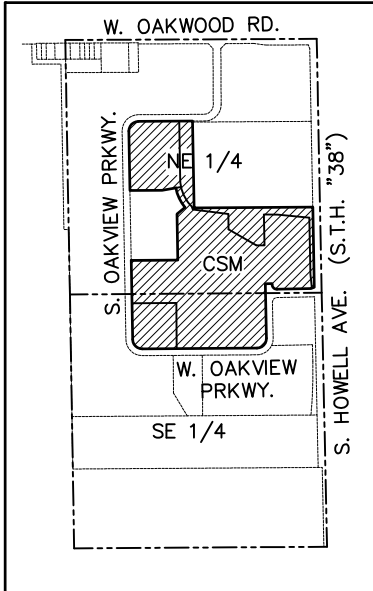 W. OAKWOOD RD.
S. OAKVIEW PRKWY.
NE 1/4
S. HOWELL AVE. (S.T.H. "38")
CSM
W. OAKVIEW
PRKWY.
SE 1/4